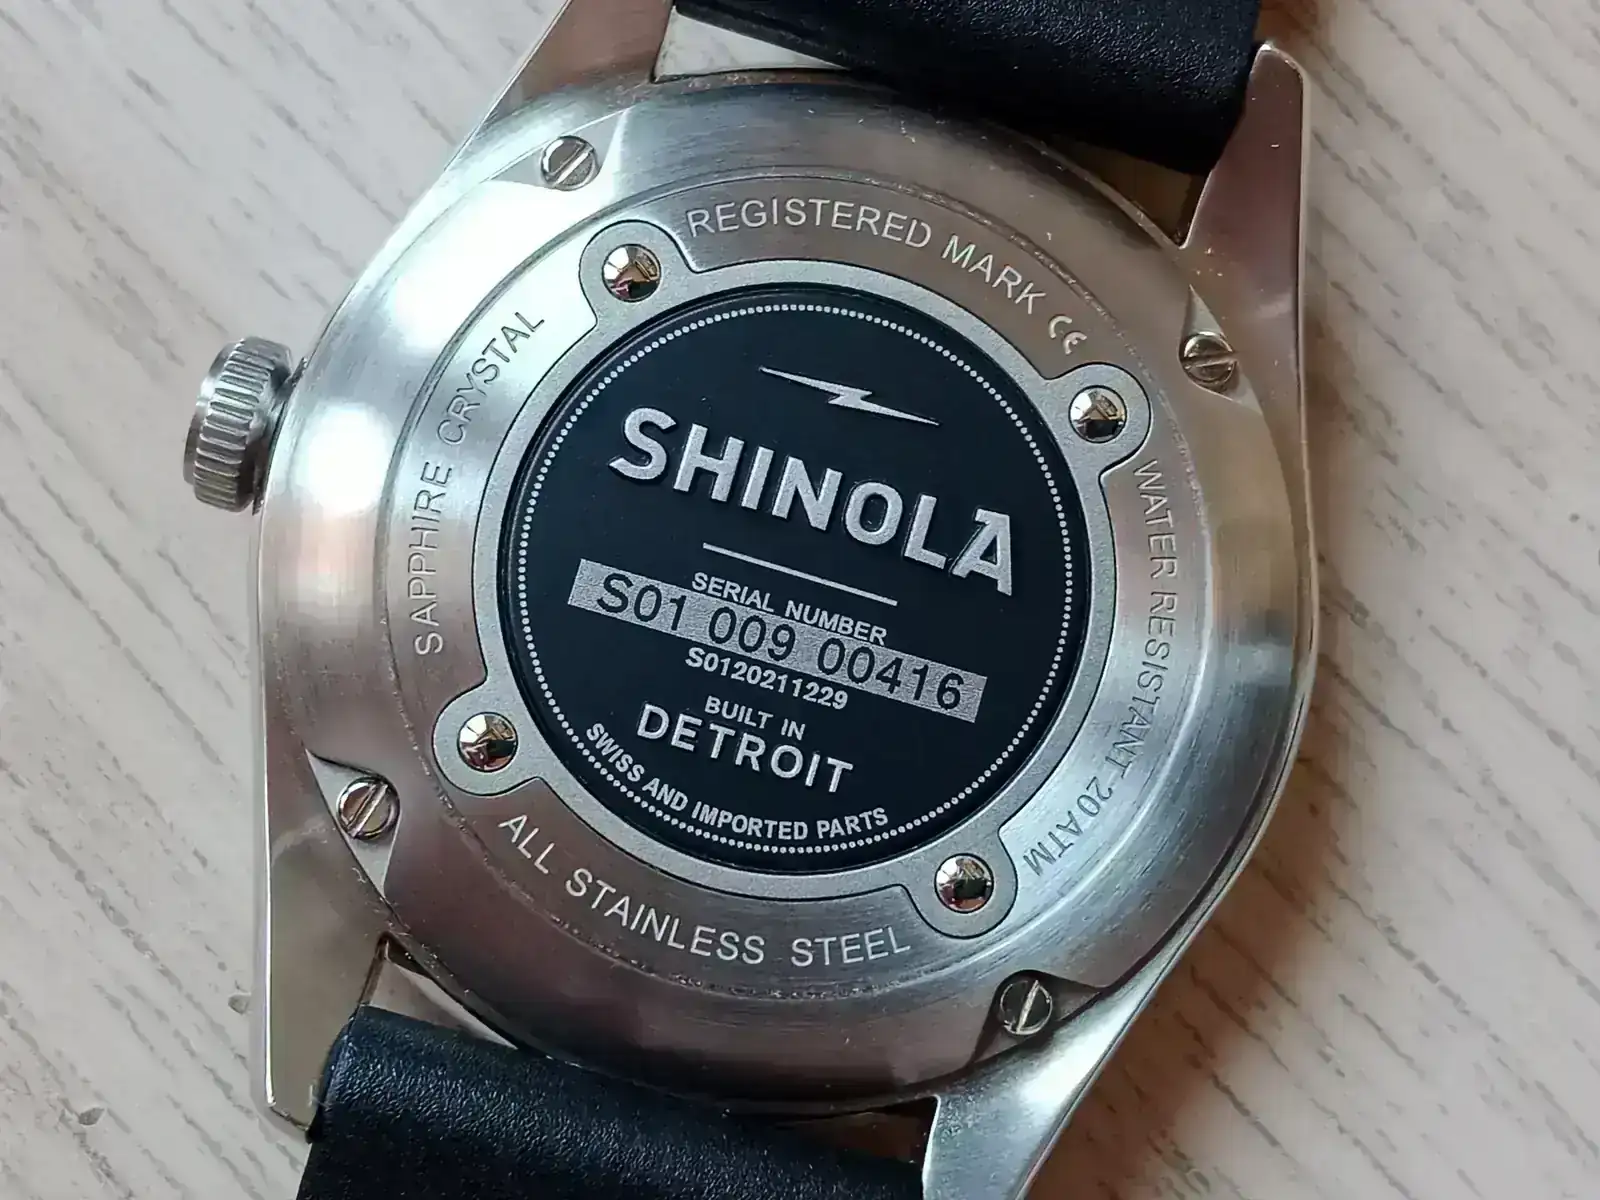 REGISTERED MARK CE
WATER RESISTANT 20 ATM
ALL STAINLESS STEEL
SAPPHIRE CRYSTAL
SHINOLA
SERIAL NUMBER
S01 009 00416
S0120211229
BUILT IN
DETROIT
SWISS AND IMPORTED PARTS